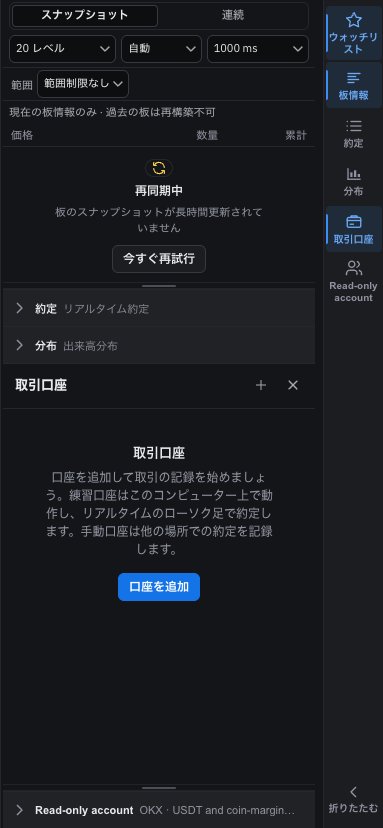 スナップショット
連続
20 レベル
自動
1000 ms
範囲
範囲制限なし
現在の板情報のみ · 過去の板は再構築不可
価格
数量
累計
再同期中
板のスナップショットが長時間更新されて
いません
今すぐ再試行
約定 リアルタイム約定
分布 出来高分布
取引口座
取引口座
口座を追加して取引の記録を始めましょ
う。練習口座はこのコンピューター上で動
作し、リアルタイムのローソク足で約定し
ます。手動口座は他の場所での約定を記録
します。
口座を追加
Read-only account OKX · USDT and coin-margin...
ウォッチリ
スト
板情報
約定
分布
取引口座
Read-only
account
折りたたむ